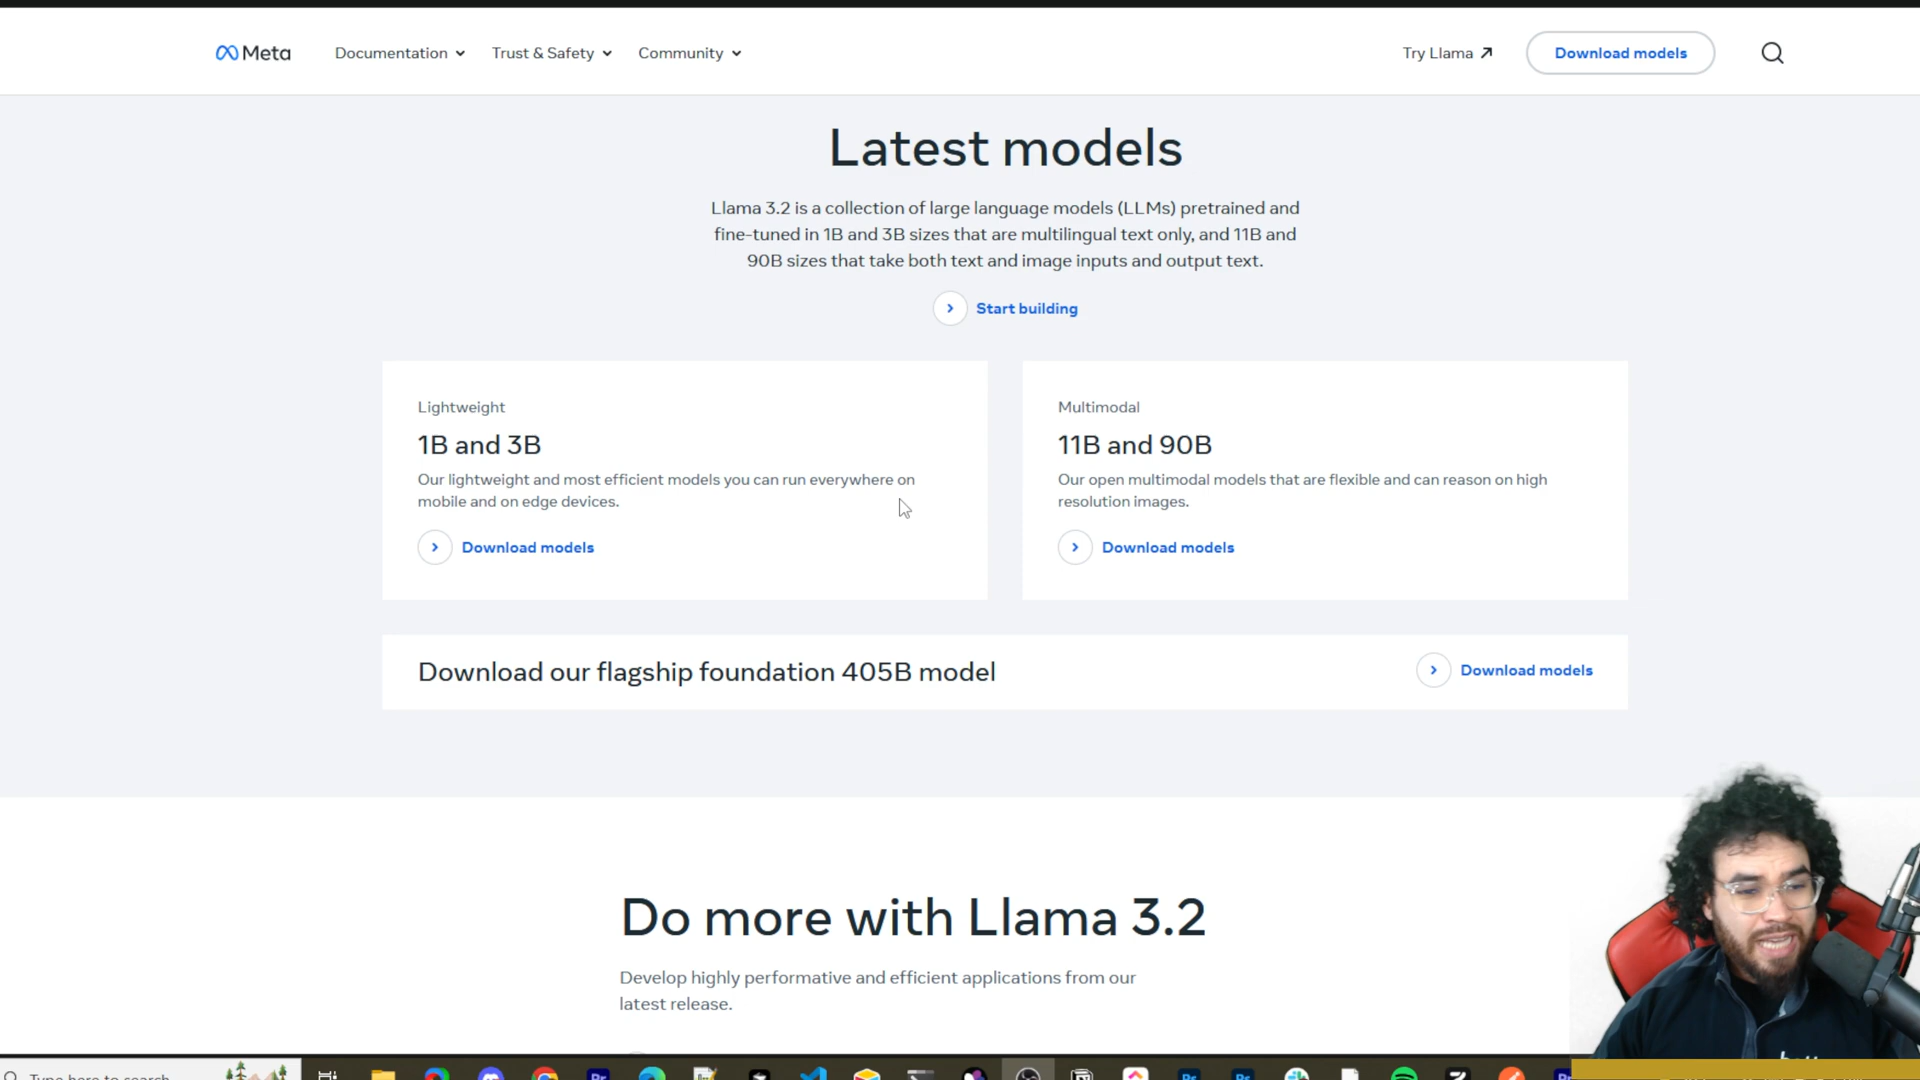 Meta Documentation Trust & Safety Community Try Llama Download models
Latest models
Llama 3.2 is a collection of large language models (LLMs) pretrained and
fine-tuned in 1B and 3B sizes that are multilingual text only, and 11B and
90B sizes that take both text and image inputs and output text.
Start building
Lightweight
1B and 3B
Our lightweight and most efficient models you can run everywhere on
mobile and on edge devices.
Download models
Multimodal
11B and 90B
Our open multimodal models that are flexible and can reason on high
resolution images.
Download models
Download our flagship foundation 405B model
Download models
Do more with Llama 3.2
Develop highly performative and efficient applications from our
latest release.
Type here to search